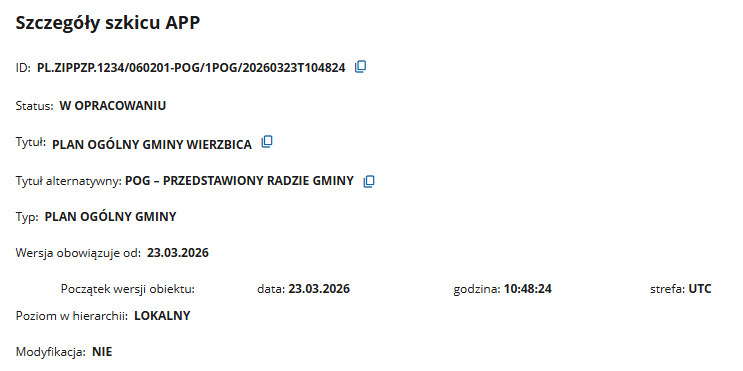 Szczegóły szkicu APP
ID: PL.ZIPPZP.1234/060201-POG/1POG/20260323T104824
Status: W OPRACOWANIU
Tytuł: PLAN OGÓLNY GMINY WIERZBICA
Tytuł alternatywny: POG – PRZEDSTAWIONY RADZIE GMINY
Typ: PLAN OGÓLNY GMINY
Wersja obowiązuje od: 23.03.2026
Początek wersji obiektu: data: 23.03.2026 godzina: 10:48:24 strefa: UTC
Poziom w hierarchii: LOKALNY
Modyfikacja: NIE